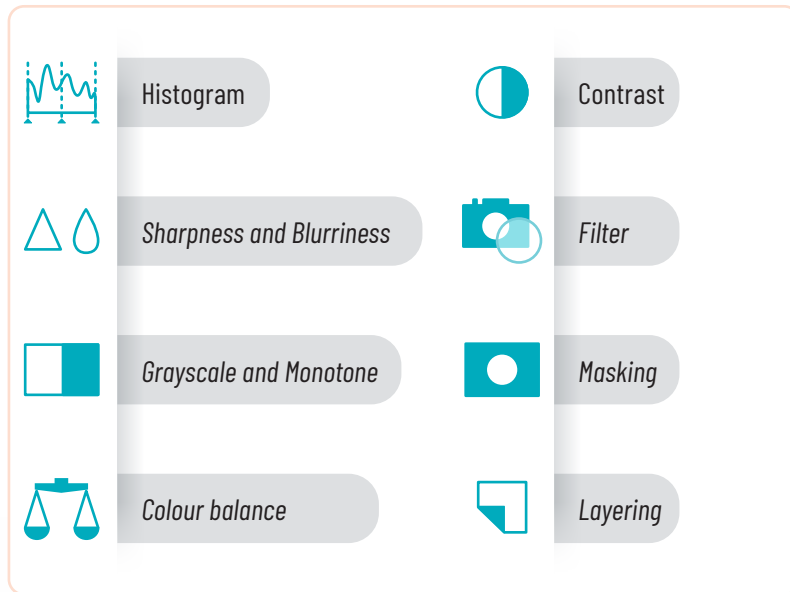 Histogram
Contrast
Sharpness and Blurriness
Filter
Grayscale and Monotone
Masking
Colour balance
Layering